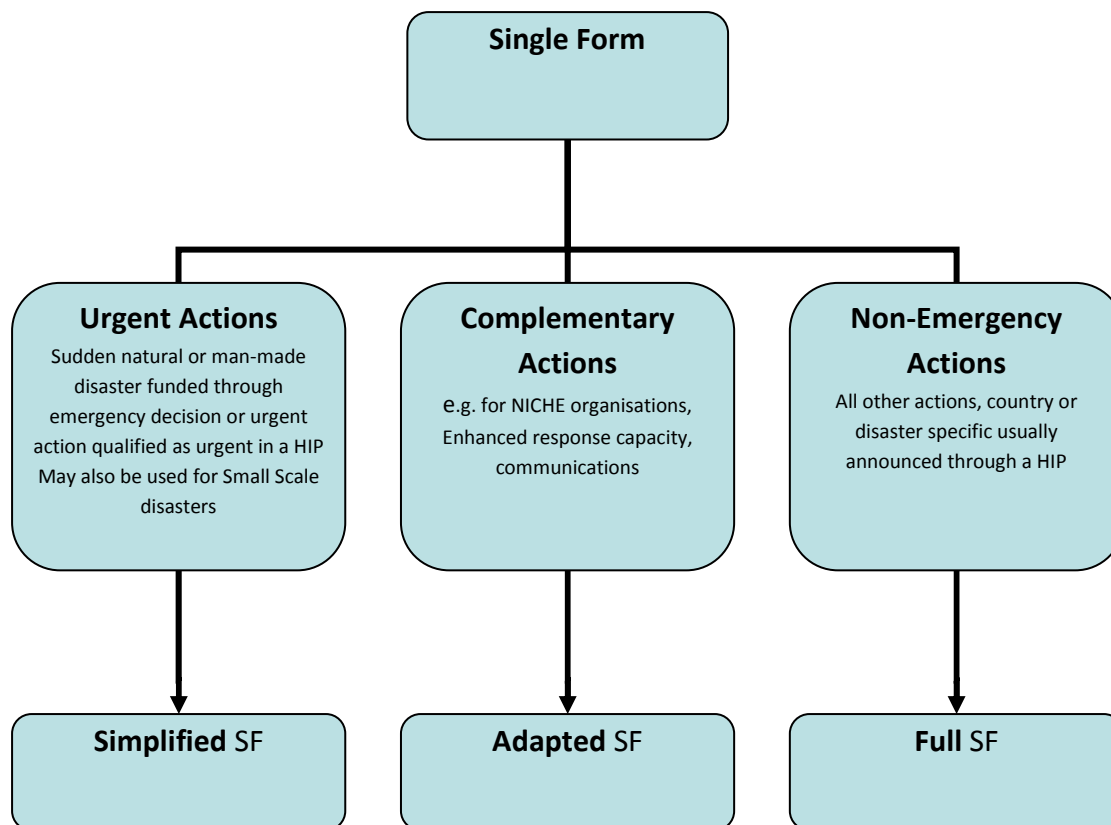 Single Form
Urgent Actions
Sudden natural or man-made
disaster funded through
emergency decision or urgent
action qualified as urgent in a HIP
May also be used for Small Scale
disasters
Complementary
Actions
e.g. for NICHE organisations,
Enhanced response capacity,
communications
Non-Emergency
Actions
All other actions, country or
disaster specific usually
announced through a HIP
Simplified SF
Adapted SF
Full SF